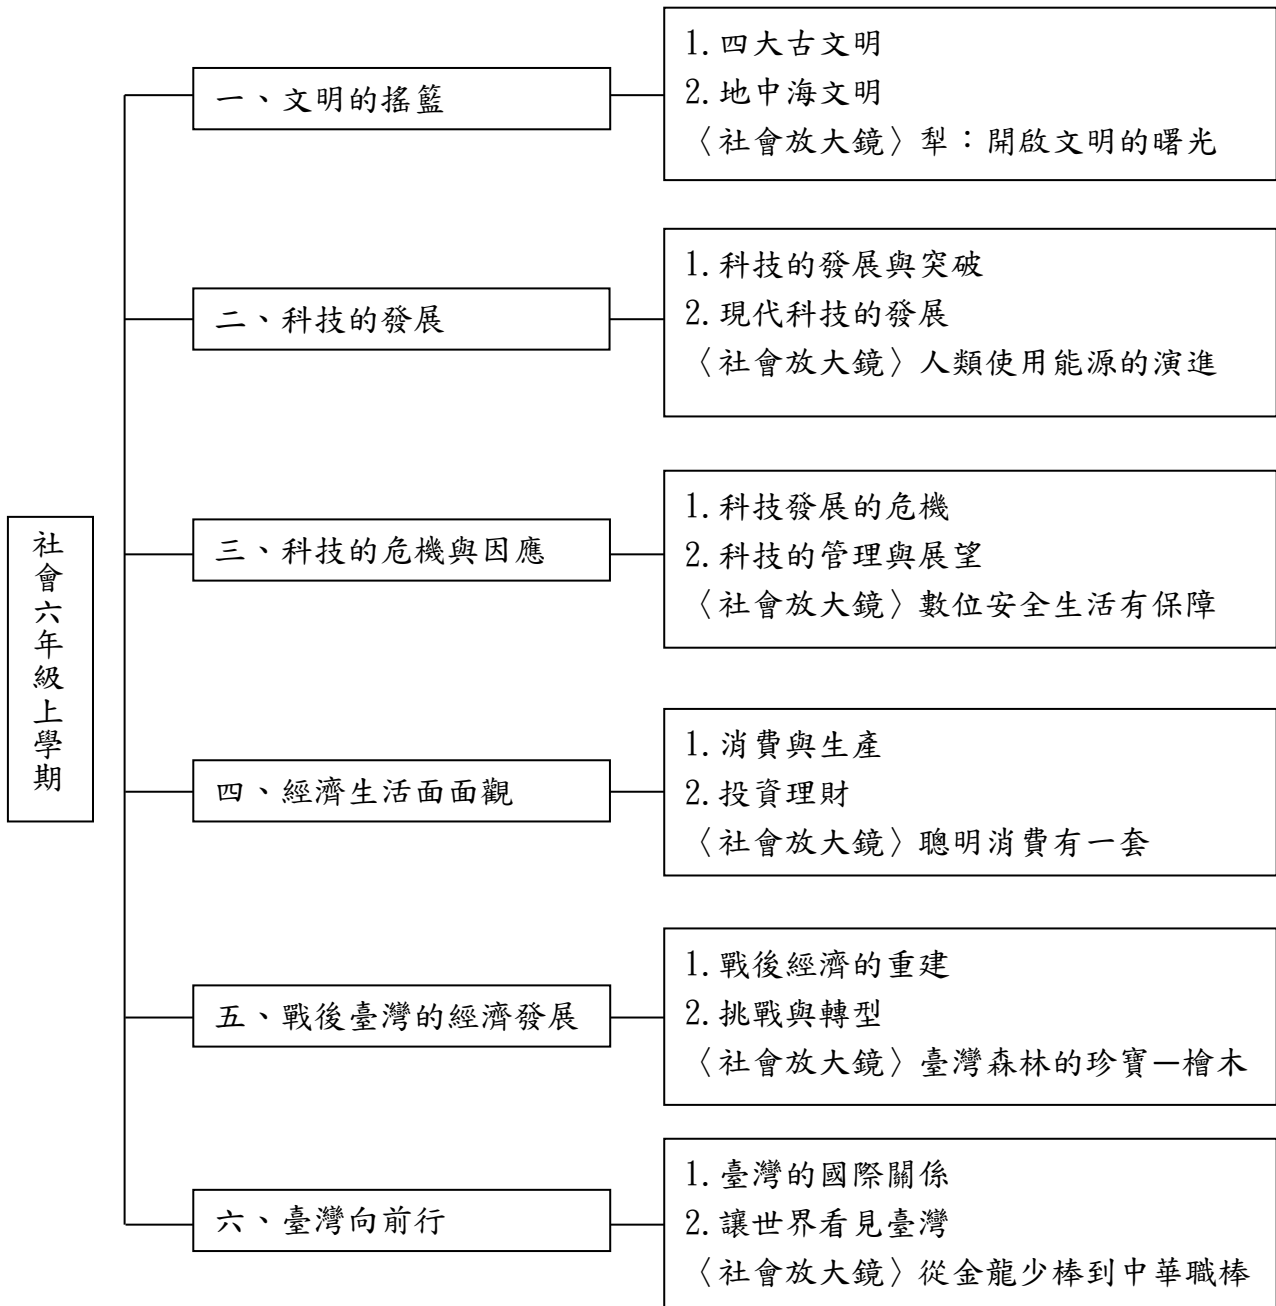 社會六年級上學期
一、文明的搖籃
1.四大古文明
2.地中海文明
〈社會放大鏡〉犁：開啟文明的曙光
二、科技的發展
1.科技的發展與突破
2.現代科技的發展
〈社會放大鏡〉人類使用能源的演進
三、科技的危機與因應
1.科技發展的危機
2.科技的管理與展望
〈社會放大鏡〉數位安全生活有保障
四、經濟生活面面觀
1.消費與生產
2.投資理財
〈社會放大鏡〉聰明消費有一套
五、戰後臺灣的經濟發展
1.戰後經濟的重建
2.挑戰與轉型
〈社會放大鏡〉臺灣森林的珍寶—檜木
六、臺灣向前行
1.臺灣的國際關係
2.讓世界看見臺灣
〈社會放大鏡〉從金龍少棒到中華職棒